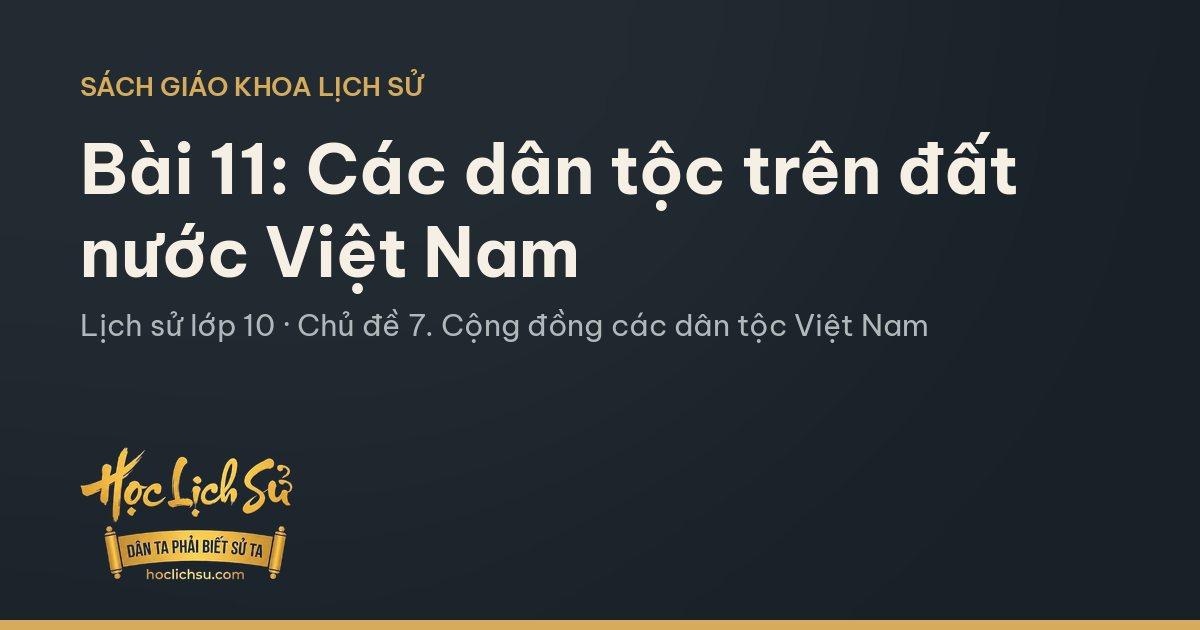 SÁCH GIÁO KHOA LỊCH SỬ
Bài 11: Các dân tộc trên đất
nước Việt Nam
Lịch sử lớp 10 · Chủ đề 7. Cộng đồng các dân tộc Việt Nam
Học Lịch Sử
DÂN TA PHẢI BIẾT SỬ TA
hoclichsu.com